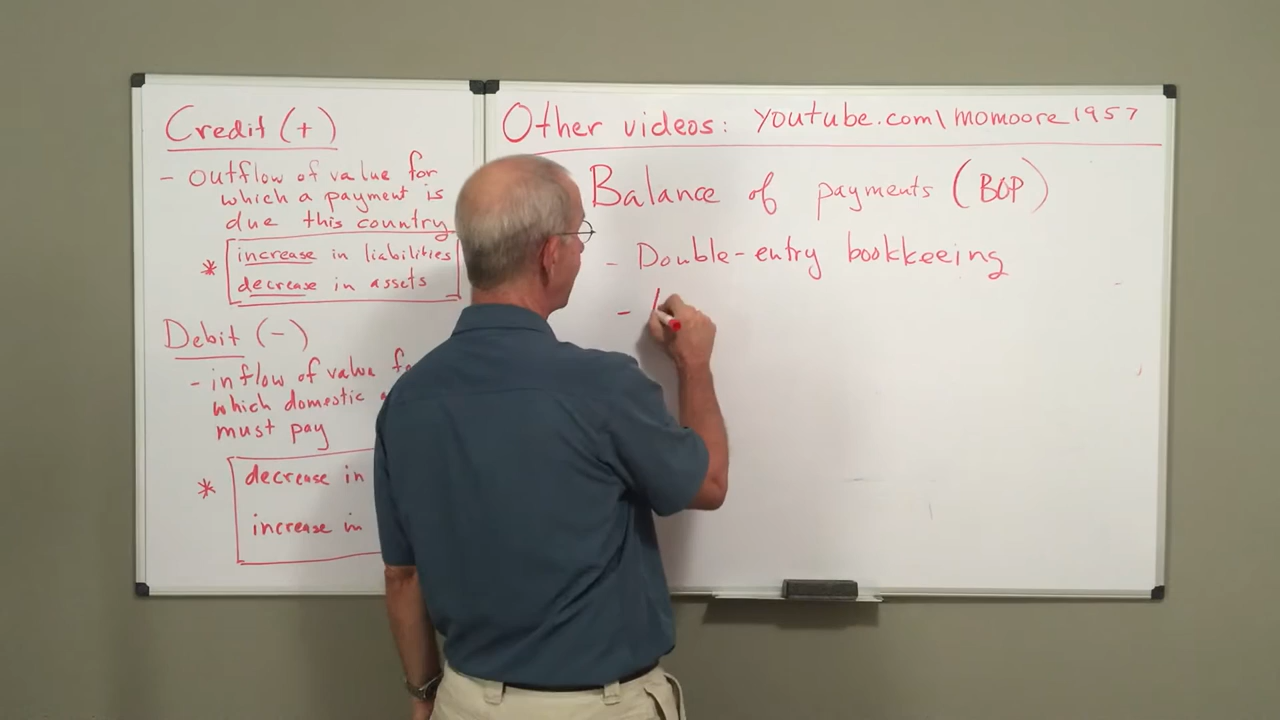 Credit (+)
- outflow of value for
which a payment is
due this country
* increase in liabilities
decrease in assets
Debit (-)
- inflow of value
which domestic
must pay
* decrease in
increase in
Other videos: youtube.com\momoore1957
Balance of payments (BOP)
- Double-entry bookkeeing
-